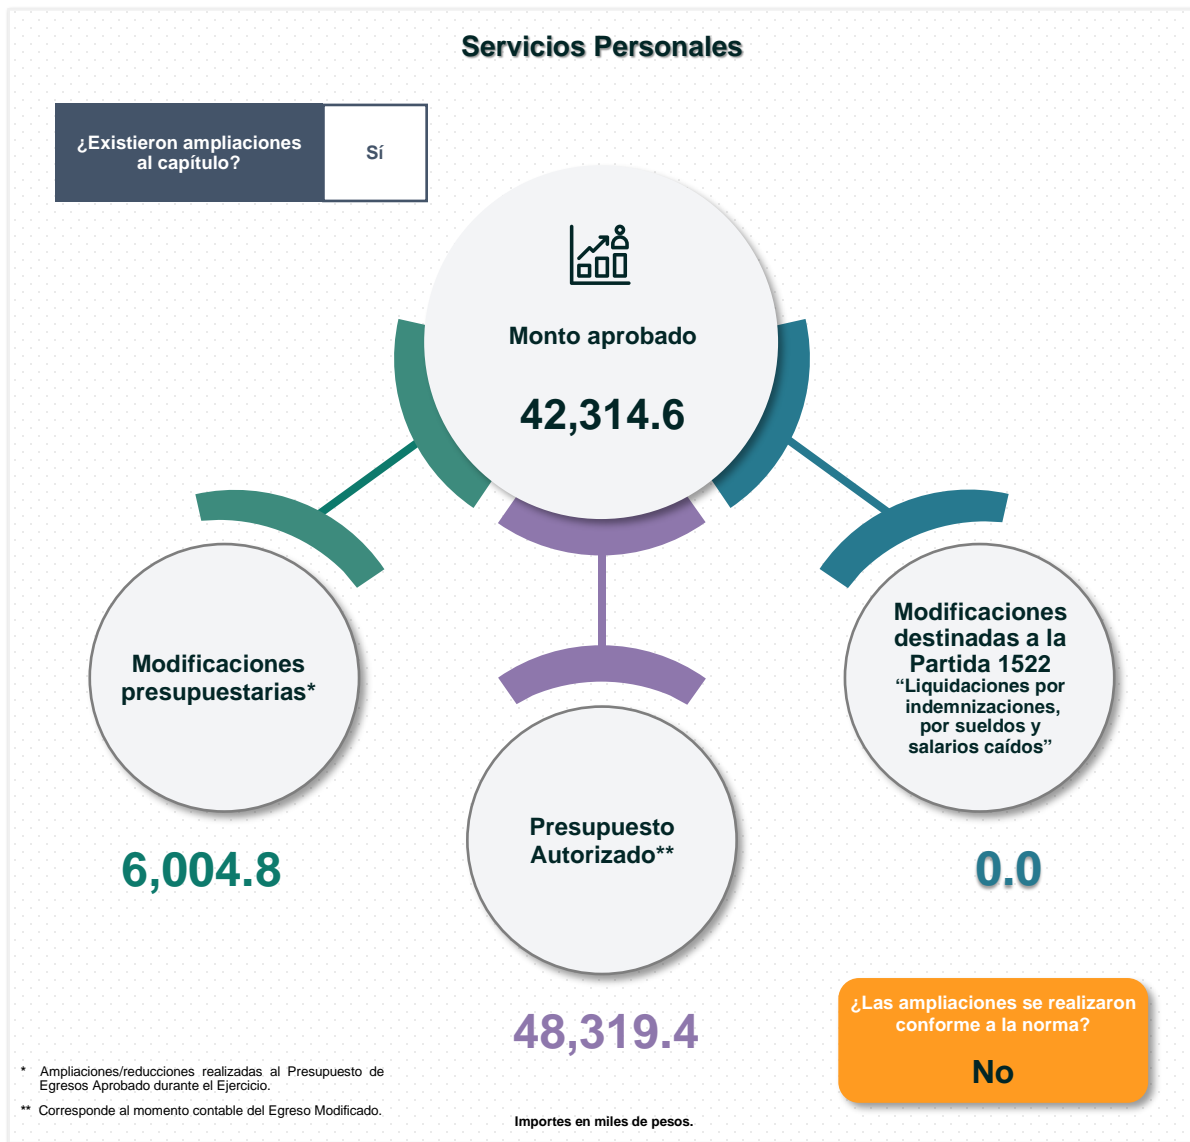 Servicios Personales
¿Existieron ampliaciones
al capítulo?
Sí
Monto aprobado
42,314.6
Modificaciones
presupuestarias*
6,004.8
Presupuesto
Autorizado**
48,319.4
Modificaciones
destinadas a la
Partida 1522
“Liquidaciones por
indemnizaciones,
por sueldos y
salarios caídos”
0.0
¿Las ampliaciones se realizaron
conforme a la norma?
No
* Ampliaciones/reducciones realizadas al Presupuesto de
Egresos Aprobado durante el Ejercicio.
** Corresponde al momento contable del Egreso Modificado.
Importes en miles de pesos.